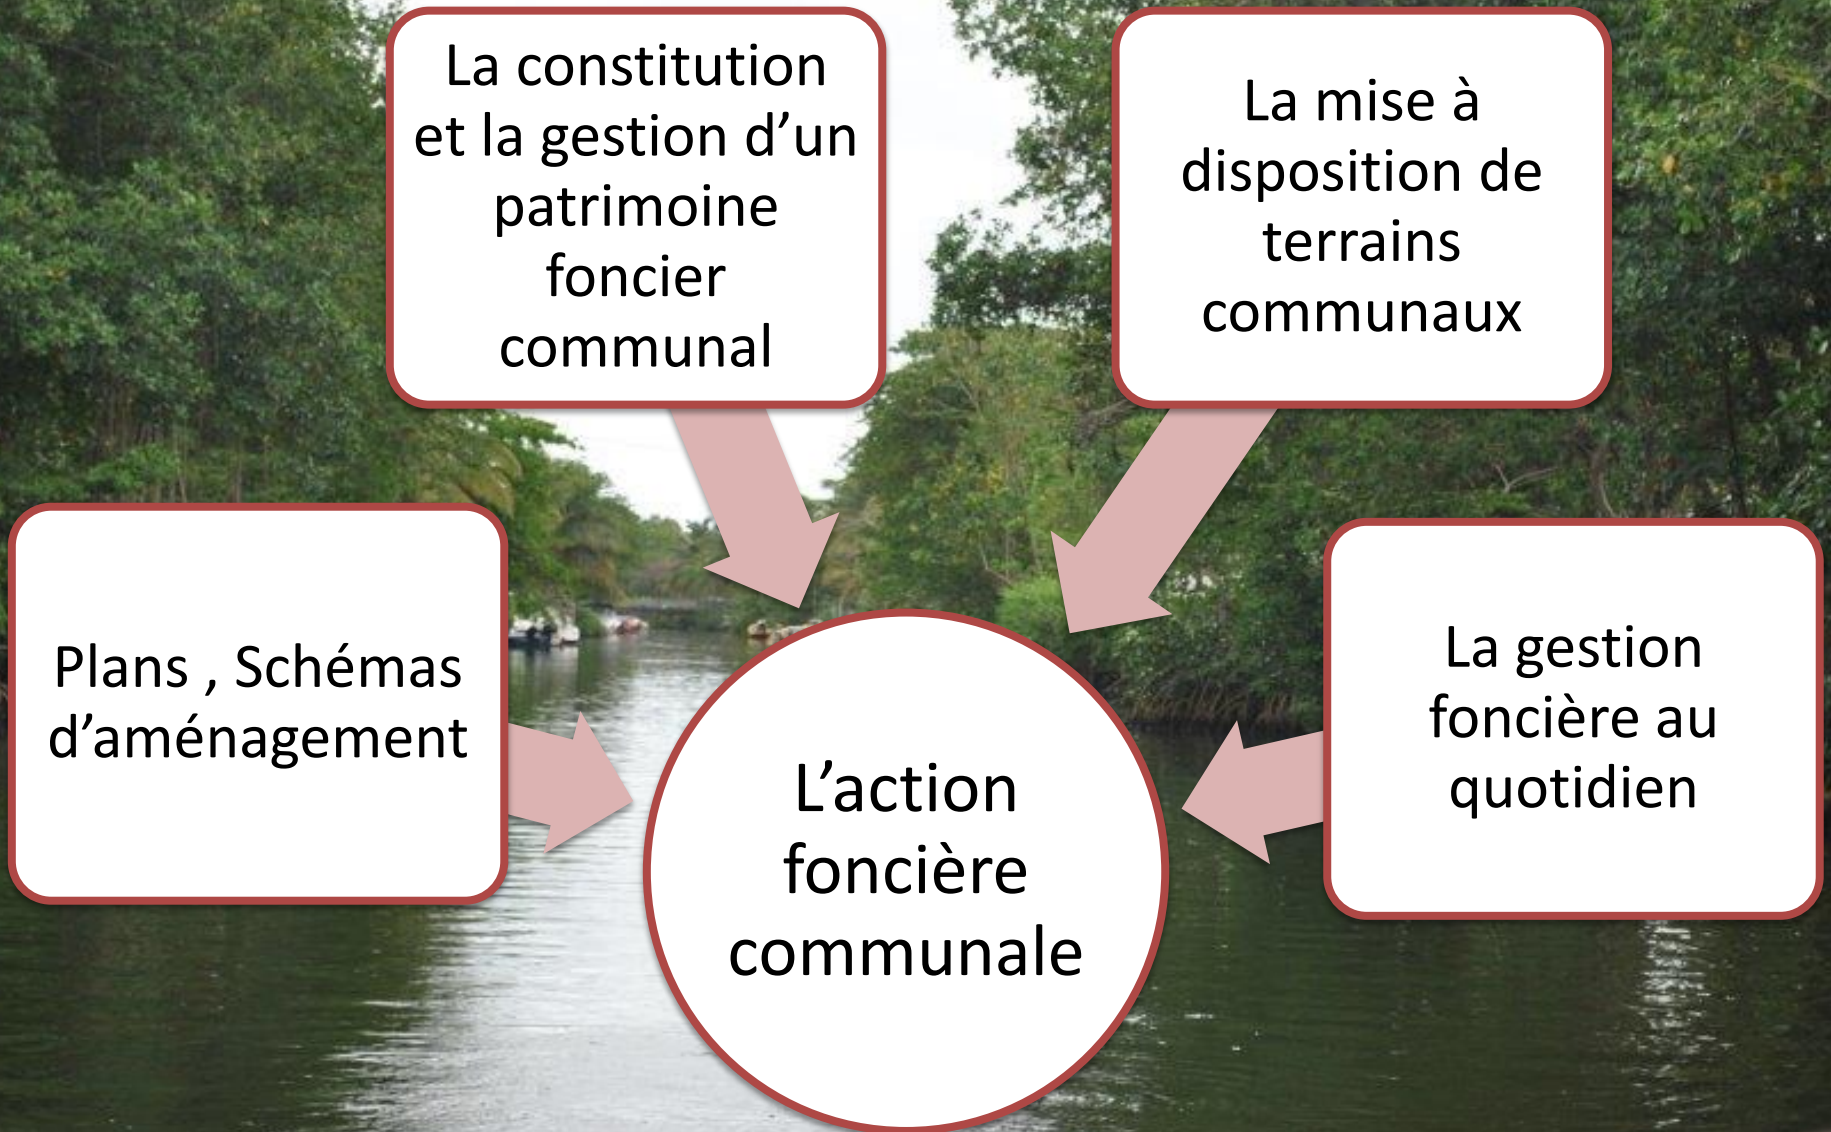 La constitution
et la gestion d’un
patrimoine
foncier
communal
La mise à
disposition de
terrains
communaux
Plans , Schémas
d’aménagement
La gestion
foncière au
quotidien
L’action
foncière
communale